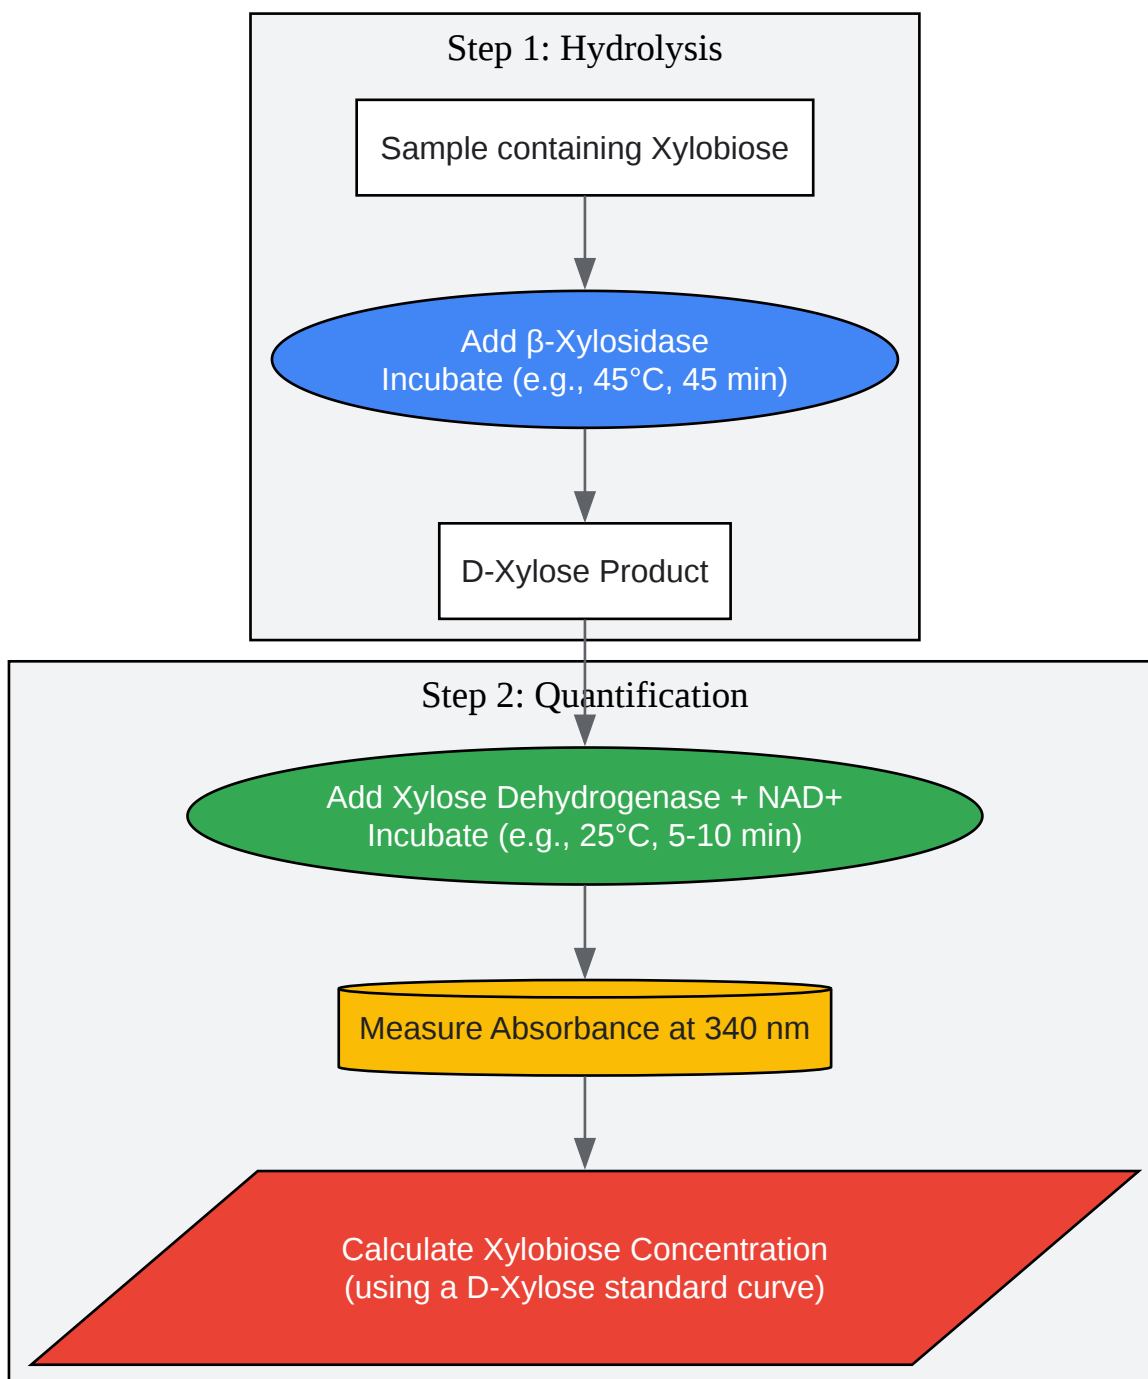 Step 1: Hydrolysis
Sample containing Xylobiose
Add β-Xylosidase
Incubate (e.g., 45°C, 45 min)
D-Xylose Product
Step 2: Quantification
Add Xylose Dehydrogenase + NAD+
Incubate (e.g., 25°C, 5-10 min)
Measure Absorbance at 340 nm
Calculate Xylobiose Concentration
(using a D-Xylose standard curve)